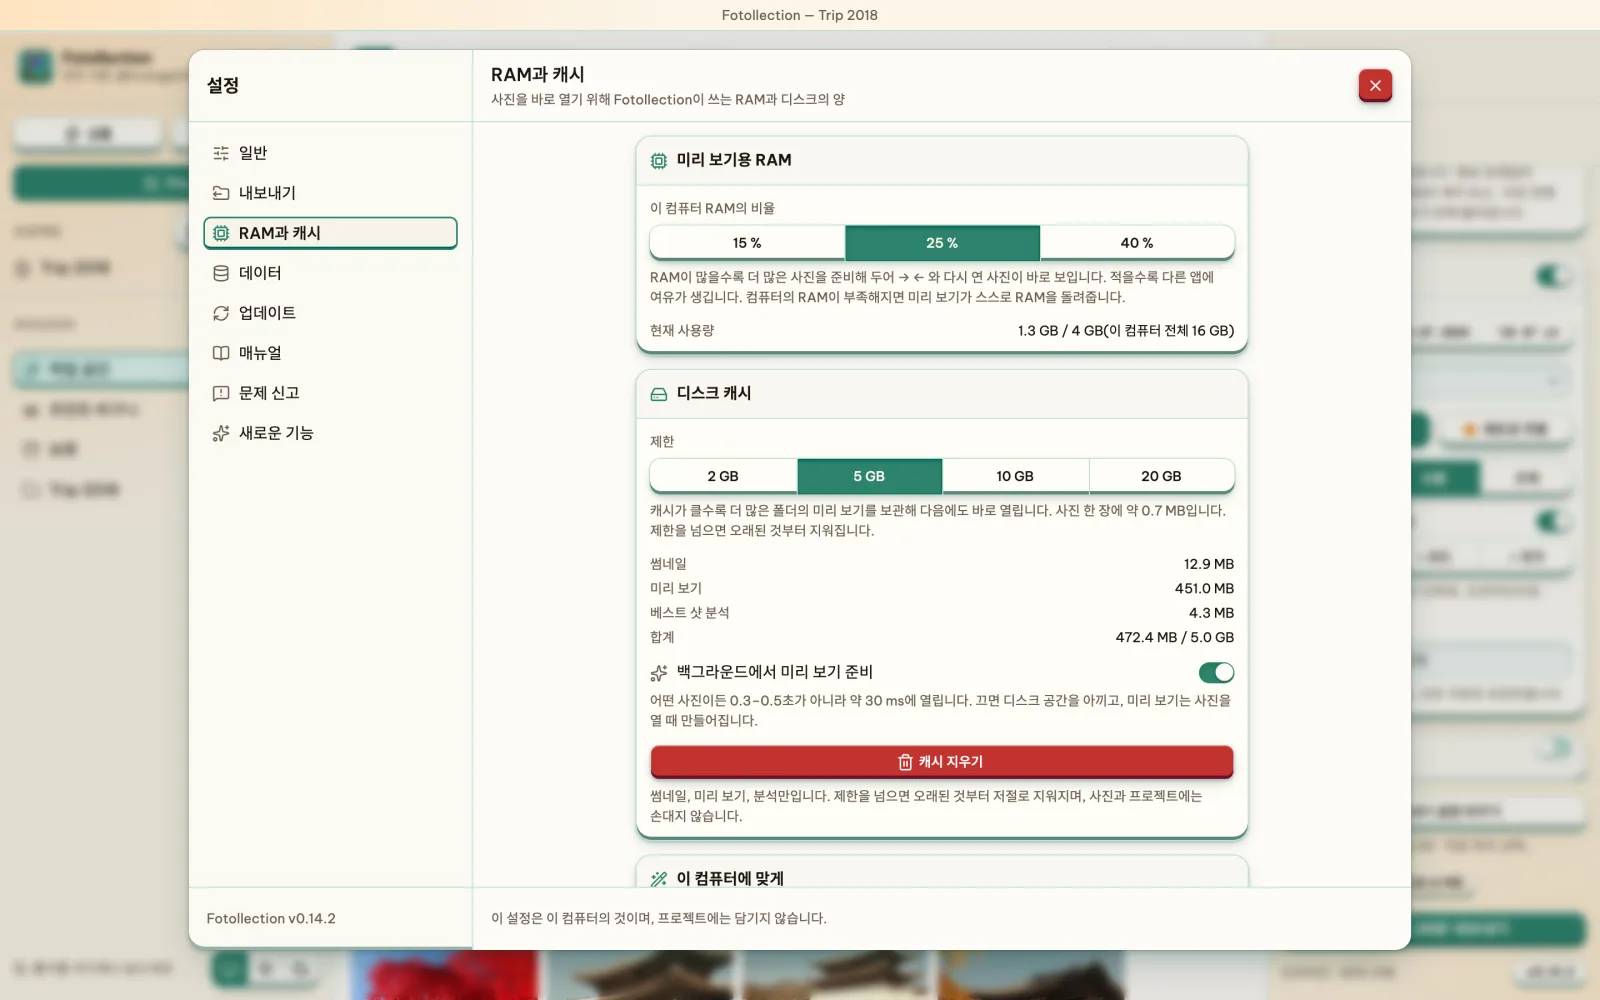 Fotollection — Trip 2018
설정
RAM과 캐시
사진을 바로 열기 위해 Fotollection이 쓰는 RAM과 디스크의 양
일반
내보내기
RAM과 캐시
데이터
업데이트
매뉴얼
문제 신고
새로운 기능
미리 보기용 RAM
이 컴퓨터 RAM의 비율
15 %
25 %
40 %
RAM이 많을수록 더 많은 사진을 준비해 두어 → ← 와 다시 연 사진이 바로 보입니다. 적을수록 다른 앱에
여유가 생깁니다. 컴퓨터의 RAM이 부족해지면 미리 보기가 스스로 RAM을 돌려줍니다.
현재 사용량
1.3 GB / 4 GB(이 컴퓨터 전체 16 GB)
디스크 캐시
제한
2 GB
5 GB
10 GB
20 GB
캐시가 클수록 더 많은 폴더의 미리 보기를 보관해 다음에도 바로 열립니다. 사진 한 장에 약 0.7 MB입니다.
제한을 넘으면 오래된 것부터 지워집니다.
썸네일
12.9 MB
미리 보기
451.0 MB
베스트 샷 분석
4.3 MB
합계
472.4 MB / 5.0 GB
백그라운드에서 미리 보기 준비
어떤 사진이든 0.3–0.5초가 아니라 약 30 ms에 열립니다. 끄면 디스크 공간을 아끼고, 미리 보기는 사진을
열 때 만들어집니다.
캐시 지우기
썸네일, 미리 보기, 분석만입니다. 제한을 넘으면 오래된 것부터 저절로 지워지며, 사진과 프로젝트에는
손대지 않습니다.
이 컴퓨터에 맞게
Fotollection v0.14.2
이 설정은 이 컴퓨터의 것이며, 프로젝트에는 담기지 않습니다.